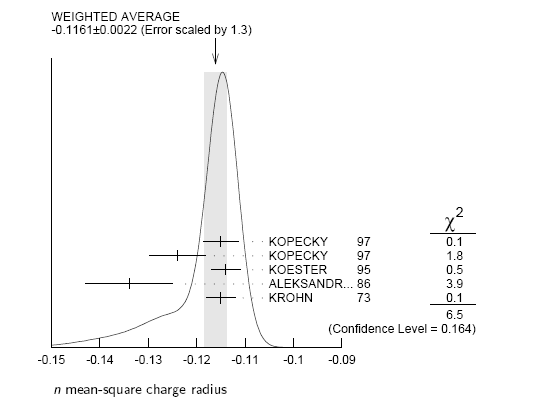 WEIGHTED AVERAGE
-0.1161±0.0022 (Error scaled by 1.3)
χ2
KOPECKY 97 0.1
KOPECKY 97 1.8
KOESTER 95 0.5
ALEKSANDR... 86 3.9
KROHN 73 0.1
6.5
(Confidence Level = 0.164)
-0.15 -0.14 -0.13 -0.12 -0.11 -0.1 -0.09
n mean-square charge radius